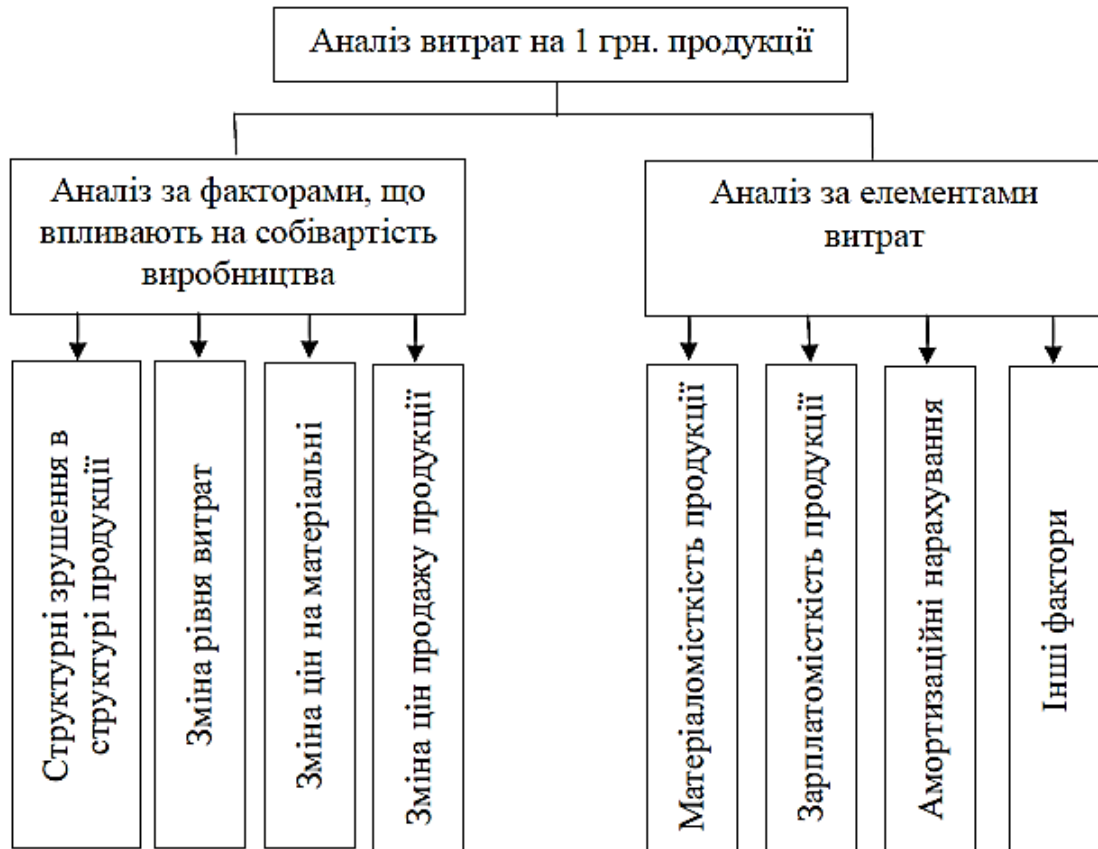 Аналіз витрат на 1 грн. продукції
Аналіз за факторами, що
впливають на собівартість
виробництва
Аналіз за елементами
витрат
Структурні зрушення в
структурі продукції
Зміна рівня витрат
Зміна цін на матеріальні
Зміна цін продажу продукції
Матеріаломісткість продукції
Зарплатомісткість продукції
Амортизаційні нарахування
Інші фактори